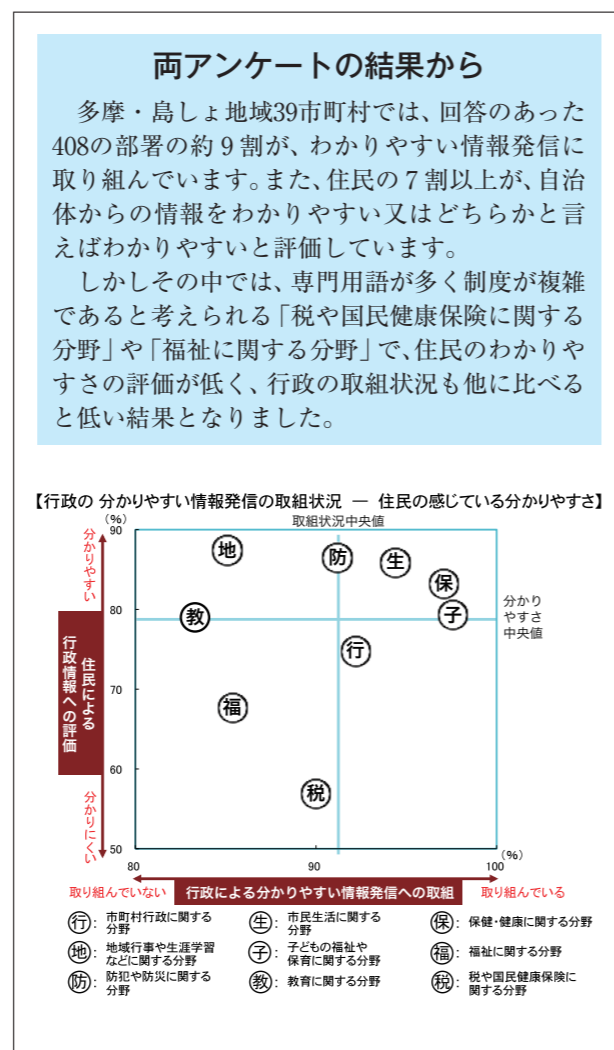 両アンケートの結果から
多摩・島しょ地域39市町村では、回答のあった
408の部署の約9割が、わかりやすい情報発信に
取り組んでいます。また、住民の7割以上が、自治
体からの情報をわかりやすい又はどちらかと言
えばわかりやすいと評価しています。
しかしその中では、専門用語が多く制度が複雑
であると考えられる「税や国民健康保険に関する
分野」や「福祉に関する分野」で、住民のわかりや
すさの評価が低く、行政の取組状況も他に比べる
と低い結果となりました。
【行政の 分かりやすい情報発信の取組状況 ― 住民の感じている分かりやすさ】
(%)
取組状況中央値
90
80
70
60
50
分かりやすい
住民による
行政情報への評価
分かりにくい
地
防
生
保
子
教
行
福
税
分かり
やすさ
中央値
80
90
100
(%)
取り組んでいない
行政による分かりやすい情報発信への取組
取り組んでいる
行:市町村行政に関する
分野
生:市民生活に関する
分野
保:保健・健康に関する分野
地:地域行事や生涯学習
などに関する分野
子:子どもの福祉や
保育に関する分野
福:福祉に関する分野
防:防犯や防災に関する
分野
教:教育に関する分野
税:税や国民健康保険に
関する分野